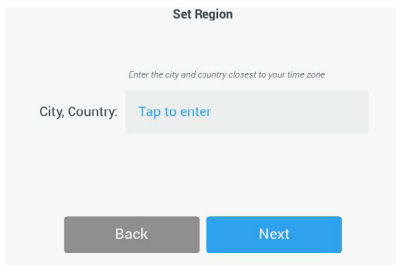 Set Region
Enter the city and country closest to your time zone
City, Country: Tap to enter
Back Next